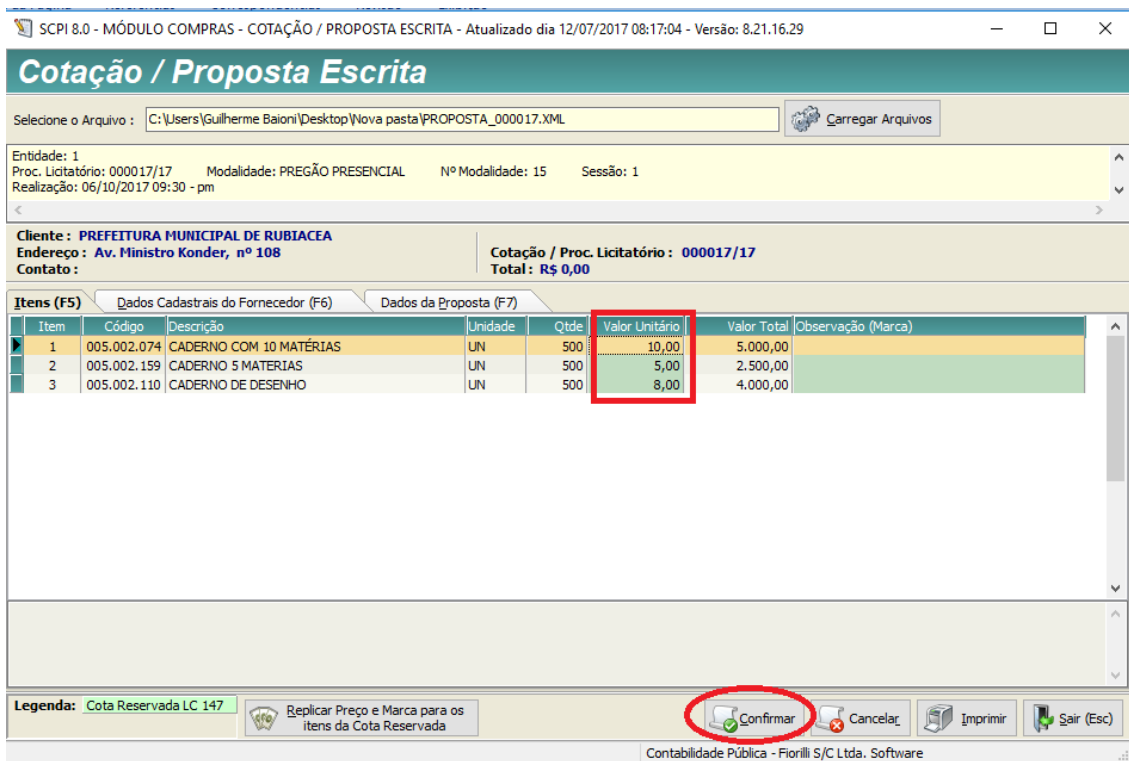 SCPI 8.0 - MÓDULO COMPRAS - COTAÇÃO / PROPOSTA ESCRITA - Atualizado dia 12/07/2017 08:17:04 - Versão: 8.21.16.29
Cotação / Proposta Escrita
Selecione o Arquivo : C:\Users\Guilherme Baioni\Desktop\Nova pasta\PROPOSTA_000017.XML Carregar Arquivos
Entidade: 1
Proc. Licitatório: 000017/17 Modalidade: PREGÃO PRESENCIAL Nº Modalidade: 15 Sessão: 1
Realização: 06/10/2017 09:30 - pm
Cliente : PREFEITURA MUNICIPAL DE RUBIACEA
Endereço : Av. Ministro Konder, nº 108 Cotação / Proc. Licitatório : 000017/17
Contato : Total : R$ 0,00
Itens (F5) Dados Cadastrais do Fornecedor (F6) Dados da Proposta (F7)
Item Código Descrição Unidade Qtde Valor Unitário Valor Total Observação (Marca)
1 005.002.074 CADERNO COM 10 MATÉRIAS UN 500 10,00 5.000,00
2 005.002.159 CADERNO 5 MATERIAS UN 500 5,00 2.500,00
3 005.002.110 CADERNO DE DESENHO UN 500 8,00 4.000,00
Legenda: Cota Reservada LC 147 Replicar Preço e Marca para os itens da Cota Reservada Confirmar Cancelar Imprimir Sair (Esc)
Contabilidade Pública - Fiorilli S/C Ltda. Software